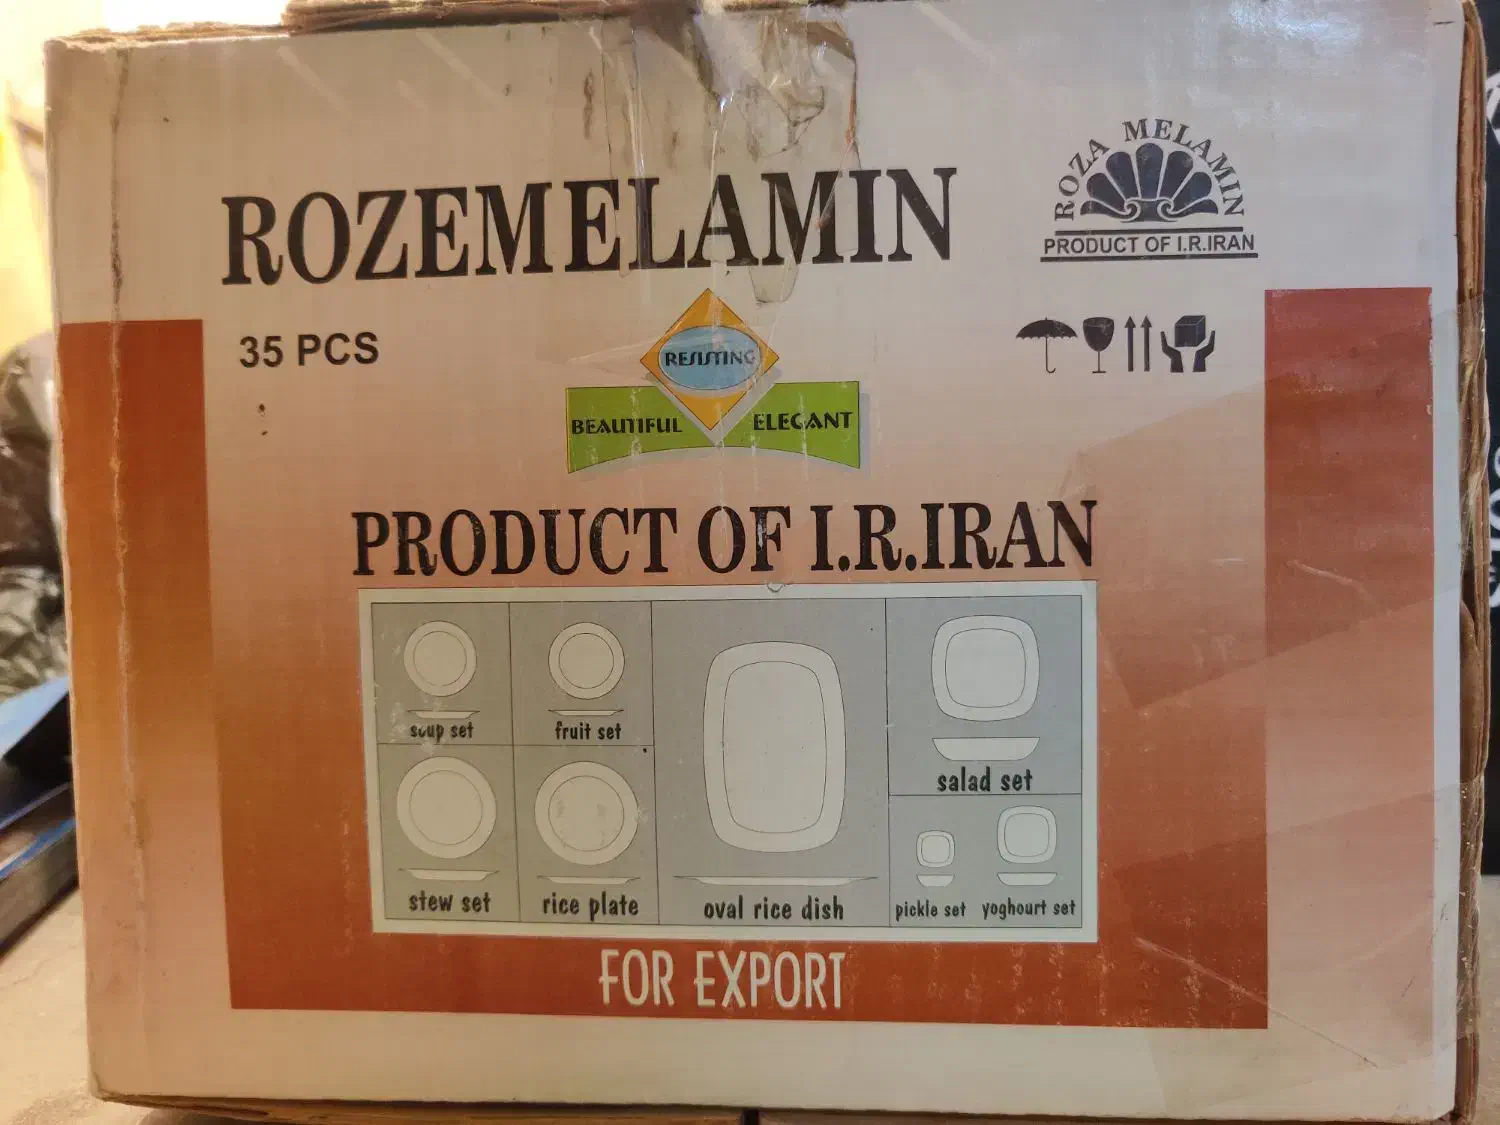 ROZEMELAMIN
ROZA MELAMIN
PRODUCT OF I.R.IRAN
35 PCS
RESISTING
BEAUTIFUL ELEGANT
PRODUCT OF I.R.IRAN
soup set
fruit set
stew set
rice plate
oval rice dish
salad set
pickle set
yoghourt set
FOR EXPORT